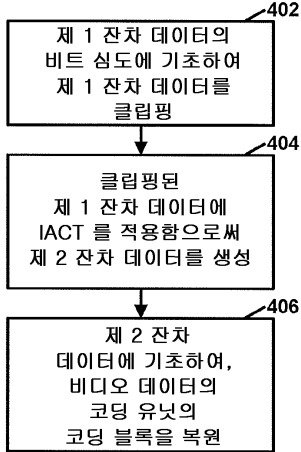 402
제 1 잔차 데이터의
비트 심도에 기초하여
제 1 잔차 데이터를
클립핑
404
클립핑된
제 1 잔차 데이터에
IACT 를 적용함으로써
제 2 잔차 데이터를 생성
406
제 2 잔차
데이터에 기초하여,
비디오 데이터의
코딩 유닛의
코딩 블록을 복원